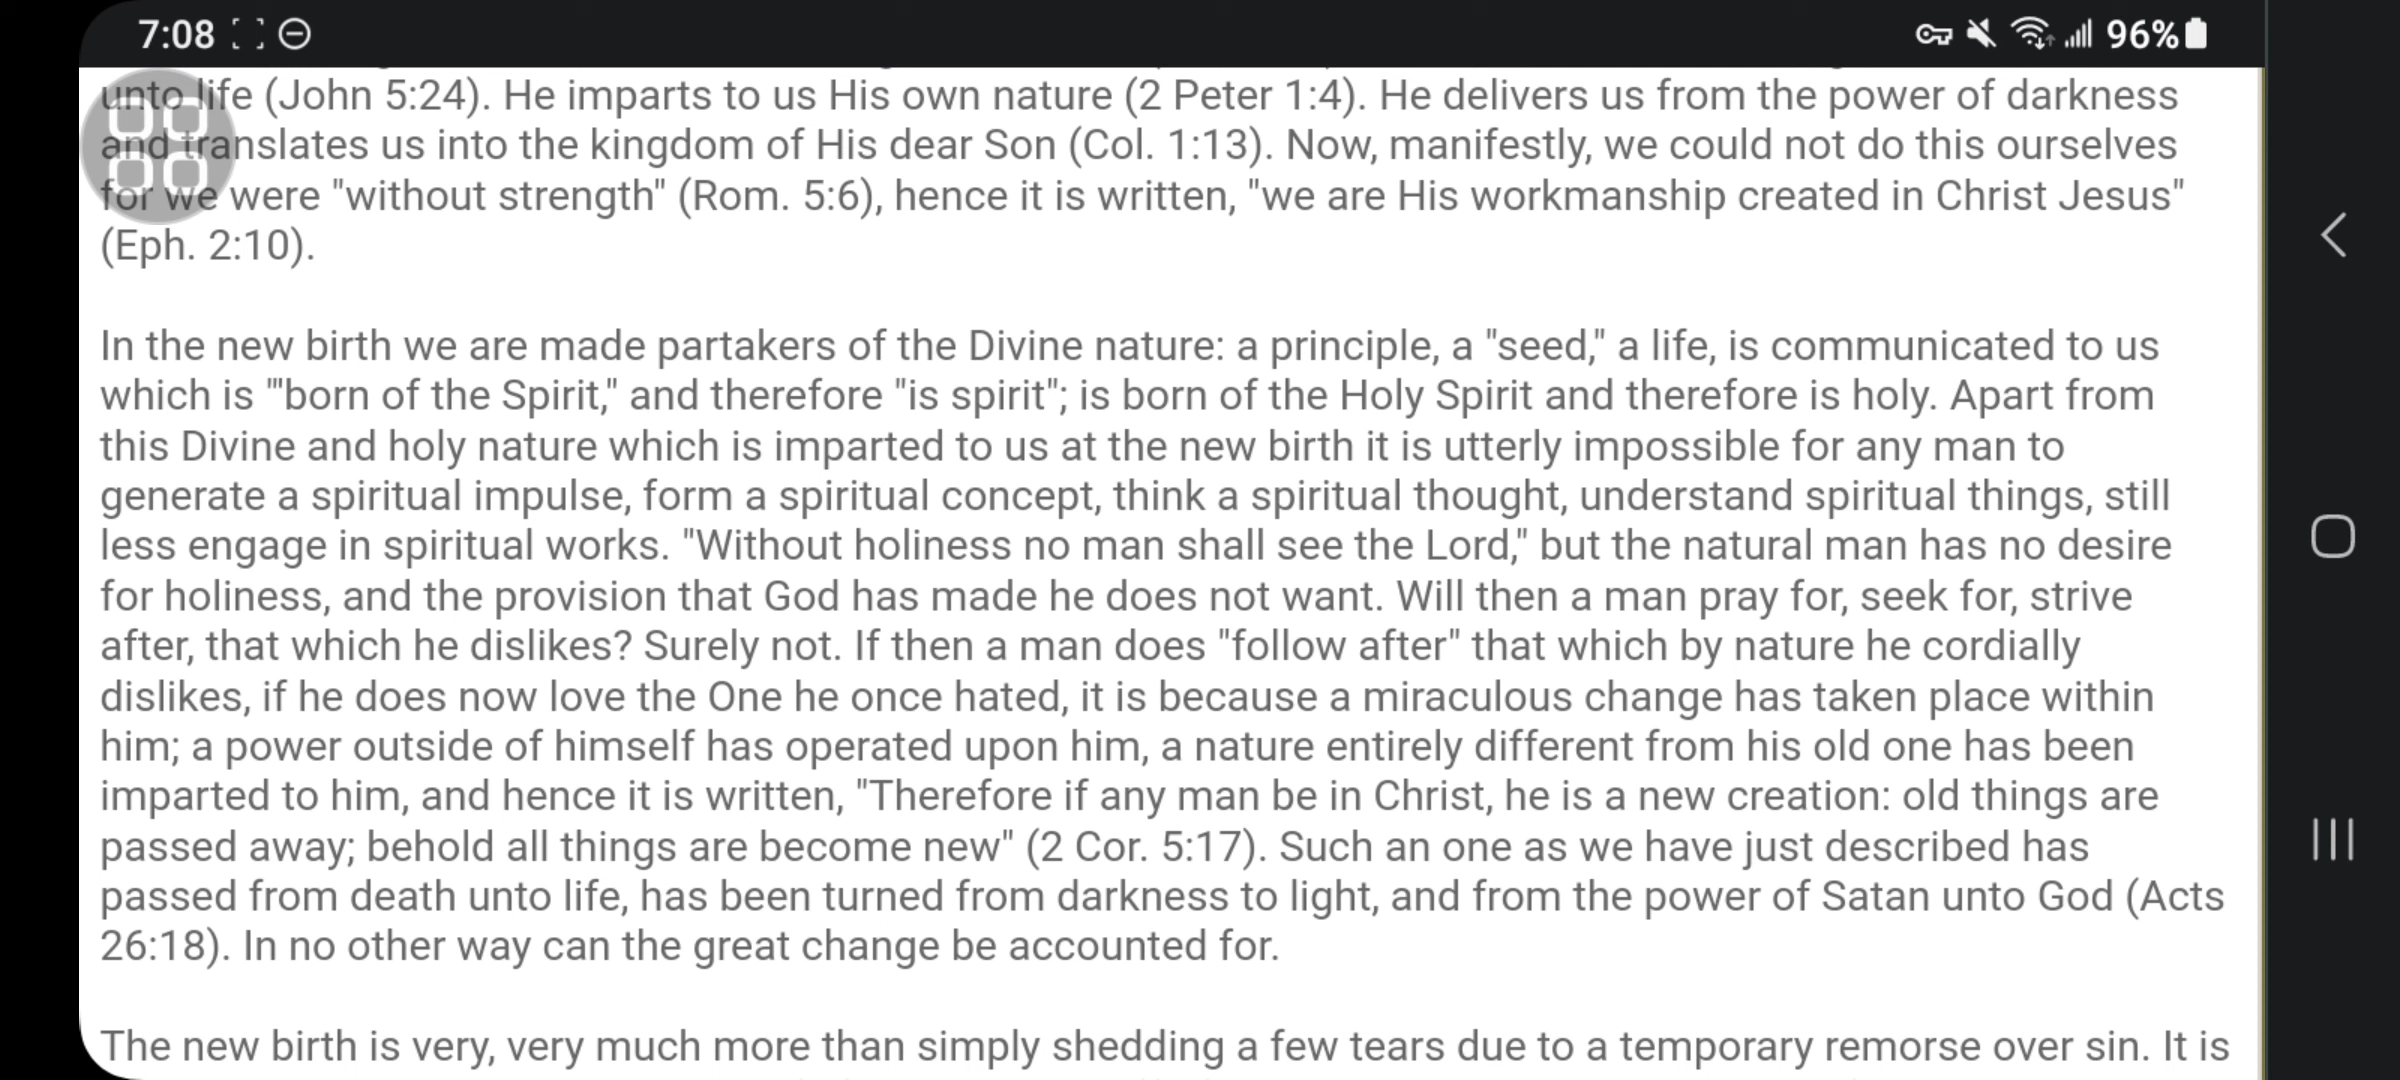 7:08
96%
unto life (John 5:24). He imparts to us His own nature (2 Peter 1:4). He delivers us from the power of darkness
and translates us into the kingdom of His dear Son (Col. 1:13). Now, manifestly, we could not do this ourselves
for we were "without strength" (Rom. 5:6), hence it is written, "we are His workmanship created in Christ Jesus"
(Eph. 2:10).
In the new birth we are made partakers of the Divine nature: a principle, a "seed," a life, is communicated to us
which is "'born of the Spirit," and therefore "is spirit"; is born of the Holy Spirit and therefore is holy. Apart from
this Divine and holy nature which is imparted to us at the new birth it is utterly impossible for any man to
generate a spiritual impulse, form a spiritual concept, think a spiritual thought, understand spiritual things, still
less engage in spiritual works. "Without holiness no man shall see the Lord," but the natural man has no desire
for holiness, and the provision that God has made he does not want. Will then a man pray for, seek for, strive
after, that which he dislikes? Surely not. If then a man does "follow after" that which by nature he cordially
dislikes, if he does now love the One he once hated, it is because a miraculous change has taken place within
him; a power outside of himself has operated upon him, a nature entirely different from his old one has been
imparted to him, and hence it is written, "Therefore if any man be in Christ, he is a new creation: old things are
passed away; behold all things are become new" (2 Cor. 5:17). Such an one as we have just described has
passed from death unto life, has been turned from darkness to light, and from the power of Satan unto God (Acts
26:18). In no other way can the great change be accounted for.
The new birth is very, very much more than simply shedding a few tears due to a temporary remorse over sin. It is